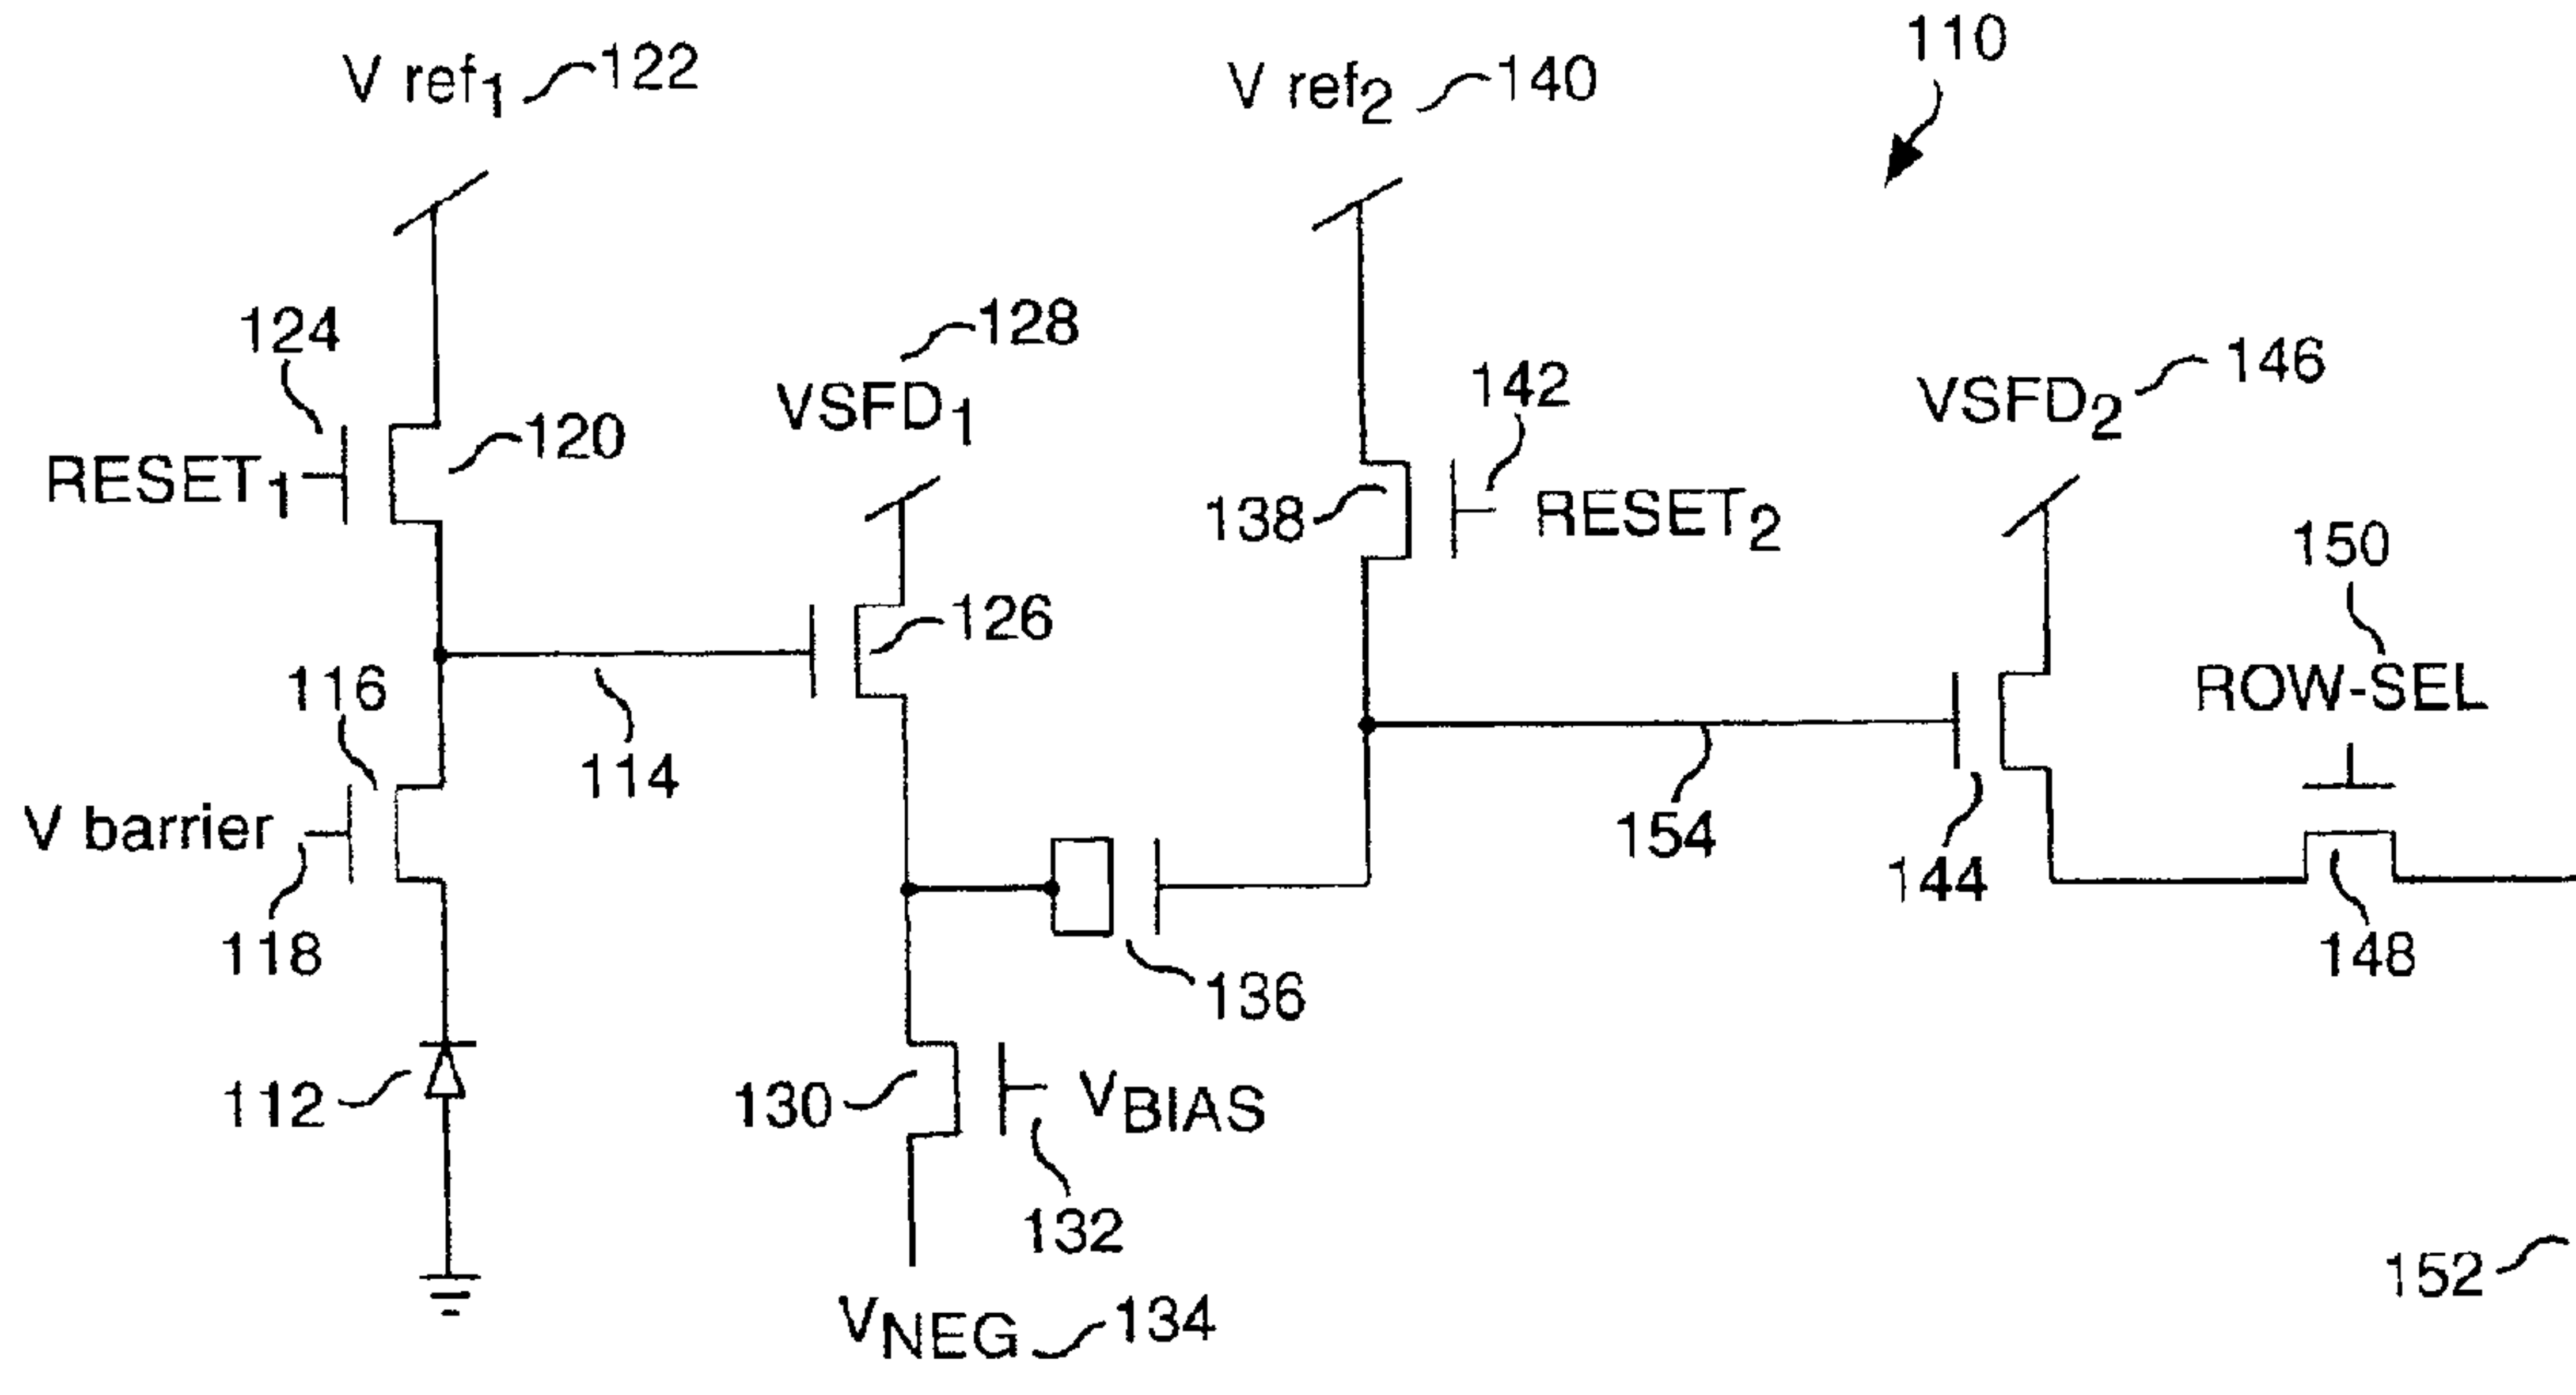 V ref1 122
V ref2 140
110
124
RESET1
120
128
VSFD1
142
138
RESET2
146
VSFD2
150
ROW-SEL
126
116
114
V barrier
118
154
144
148
136
112
130
VBIAS
132
152
VNEG 134